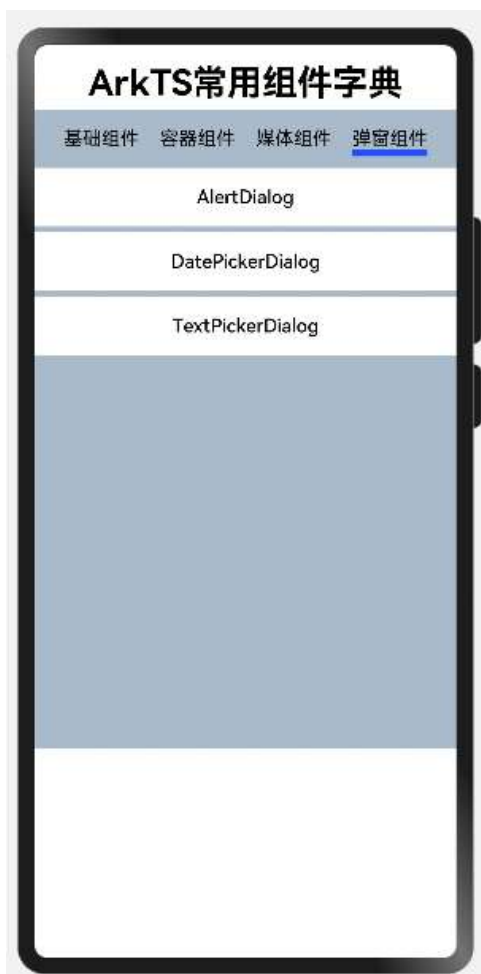 ArkTS常用组件字典
基础组件 容器组件 媒体组件 弹窗组件
AlertDialog
DatePickerDialog
TextPickerDialog